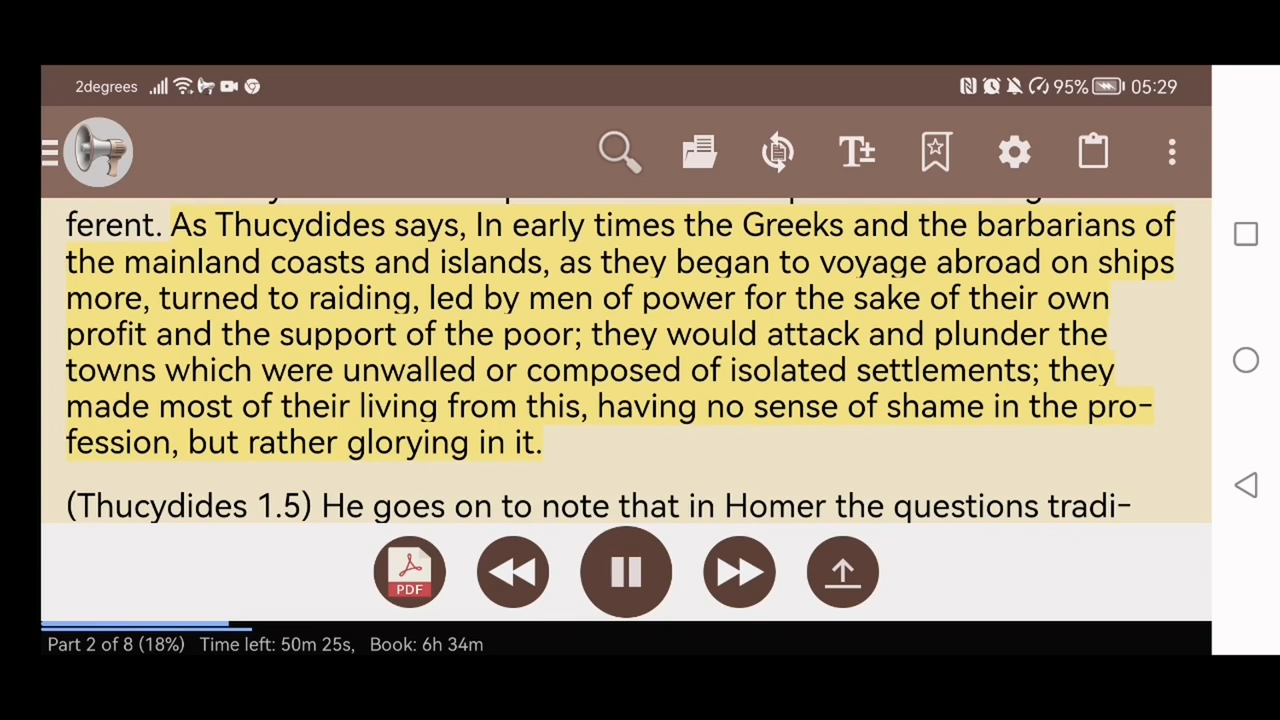 2degrees 95% 05:29
ferent. As Thucydides says, In early times the Greeks and the barbarians of
the mainland coasts and islands, as they began to voyage abroad on ships
more, turned to raiding, led by men of power for the sake of their own
profit and the support of the poor; they would attack and plunder the
towns which were unwalled or composed of isolated settlements; they
made most of their living from this, having no sense of shame in the pro-
fession, but rather glorying in it.
(Thucydides 1.5) He goes on to note that in Homer the questions tradi-
PDF
Part 2 of 8 (18%) Time left: 50m 25s, Book: 6h 34m